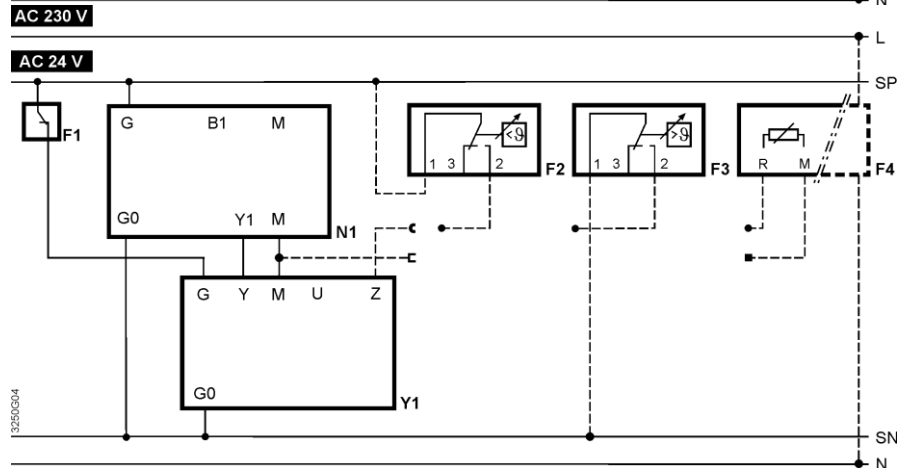 N
AC 230 V
L
AC 24 V
SP
F1
G B1 M
<ϑ
1 3 2
F2
>ϑ
1 3 2
F3
R M
F4
G0 Y1 M
N1
G Y M U Z
G0
Y1
3250G04
SN
N